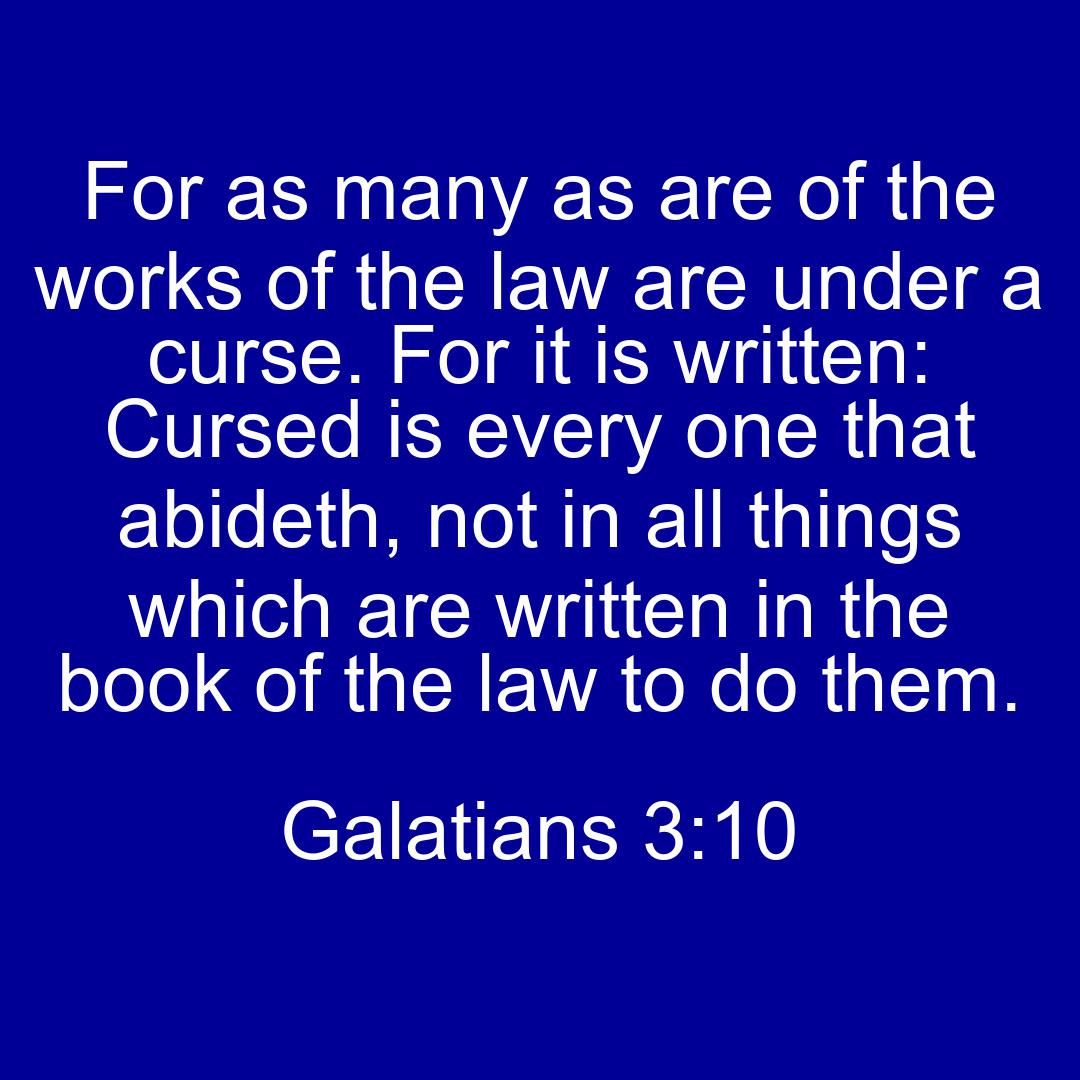 For as many as are of the
works of the law are under a
curse. For it is written:
Cursed is every one that
abideth, not in all things
which are written in the
book of the law to do them.
Galatians 3:10